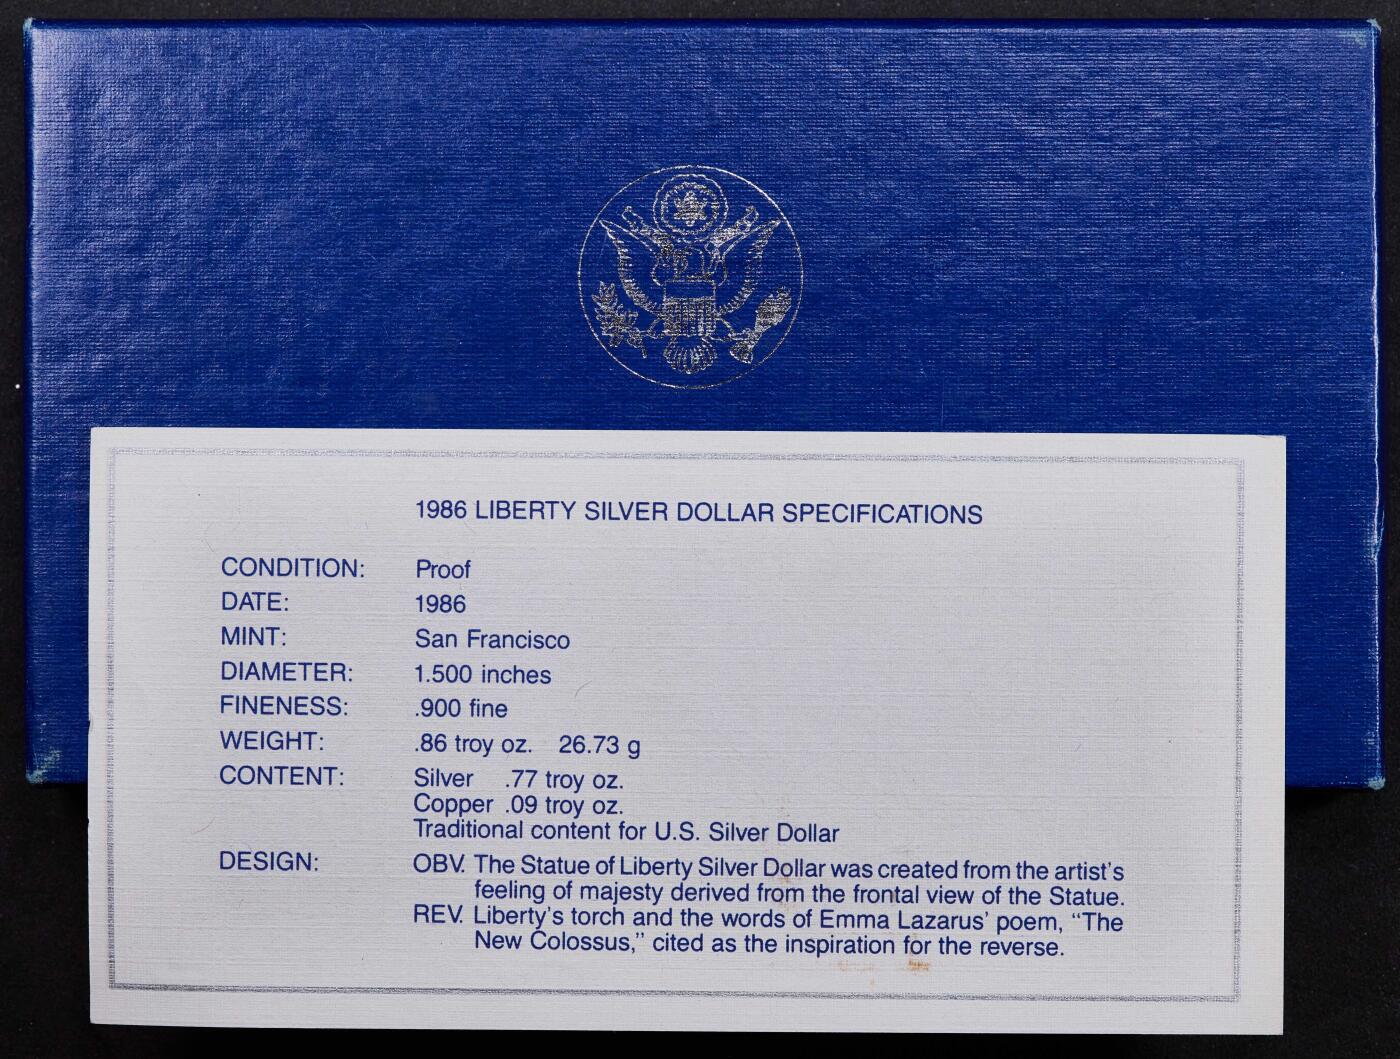 1986 LIBERTY SILVER DOLLAR SPECIFICATIONS
CONDITION: Proof
DATE: 1986
MINT: San Francisco
DIAMETER: 1.500 inches
FINENESS: .900 fine
WEIGHT: .86 troy oz. 26.73 g
CONTENT: Silver .77 troy oz.
Copper .09 troy oz.
Traditional content for U.S. Silver Dollar
DESIGN: OBV. The Statue of Liberty Silver Dollar was created from the artist's
feeling of majesty derived from the frontal view of the Statue.
REV. Liberty's torch and the words of Emma Lazarus' poem, “The
New Colossus,” cited as the inspiration for the reverse.